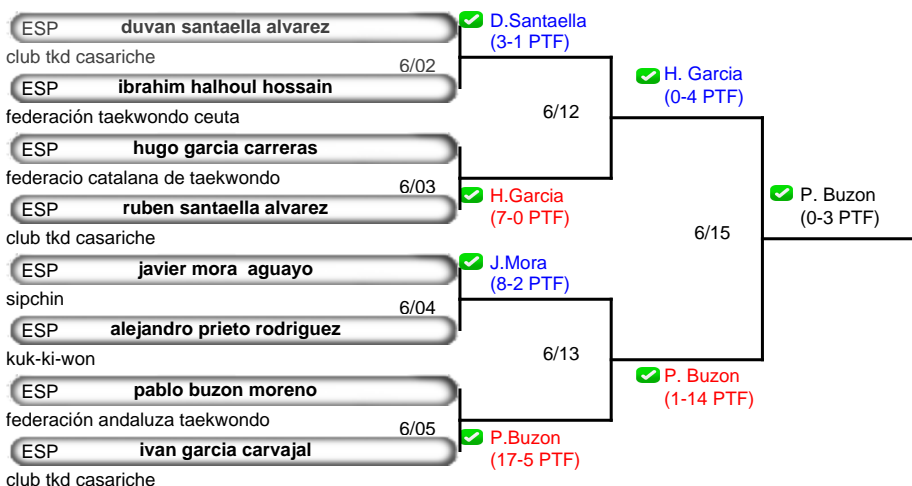 ESP duvan santaella alvarez
D.Santaella
(3-1 PTF)
club tkd casariche
6/02
ESP ibrahim halhoul hossain
federación taekwondo ceuta
6/12
H. Garcia
(0-4 PTF)
ESP hugo garcia carreras
federacio catalana de taekwondo
6/03
H.Garcia
(7-0 PTF)
ESP ruben santaella alvarez
club tkd casariche
6/15
P. Buzon
(0-3 PTF)
ESP javier mora aguayo
J.Mora
(8-2 PTF)
sipchin
6/04
ESP alejandro prieto rodriguez
kuk-ki-won
6/13
P. Buzon
(1-14 PTF)
ESP pablo buzon moreno
federación andaluza taekwondo
6/05
P.Buzon
(17-5 PTF)
ESP ivan garcia carvajal
club tkd casariche